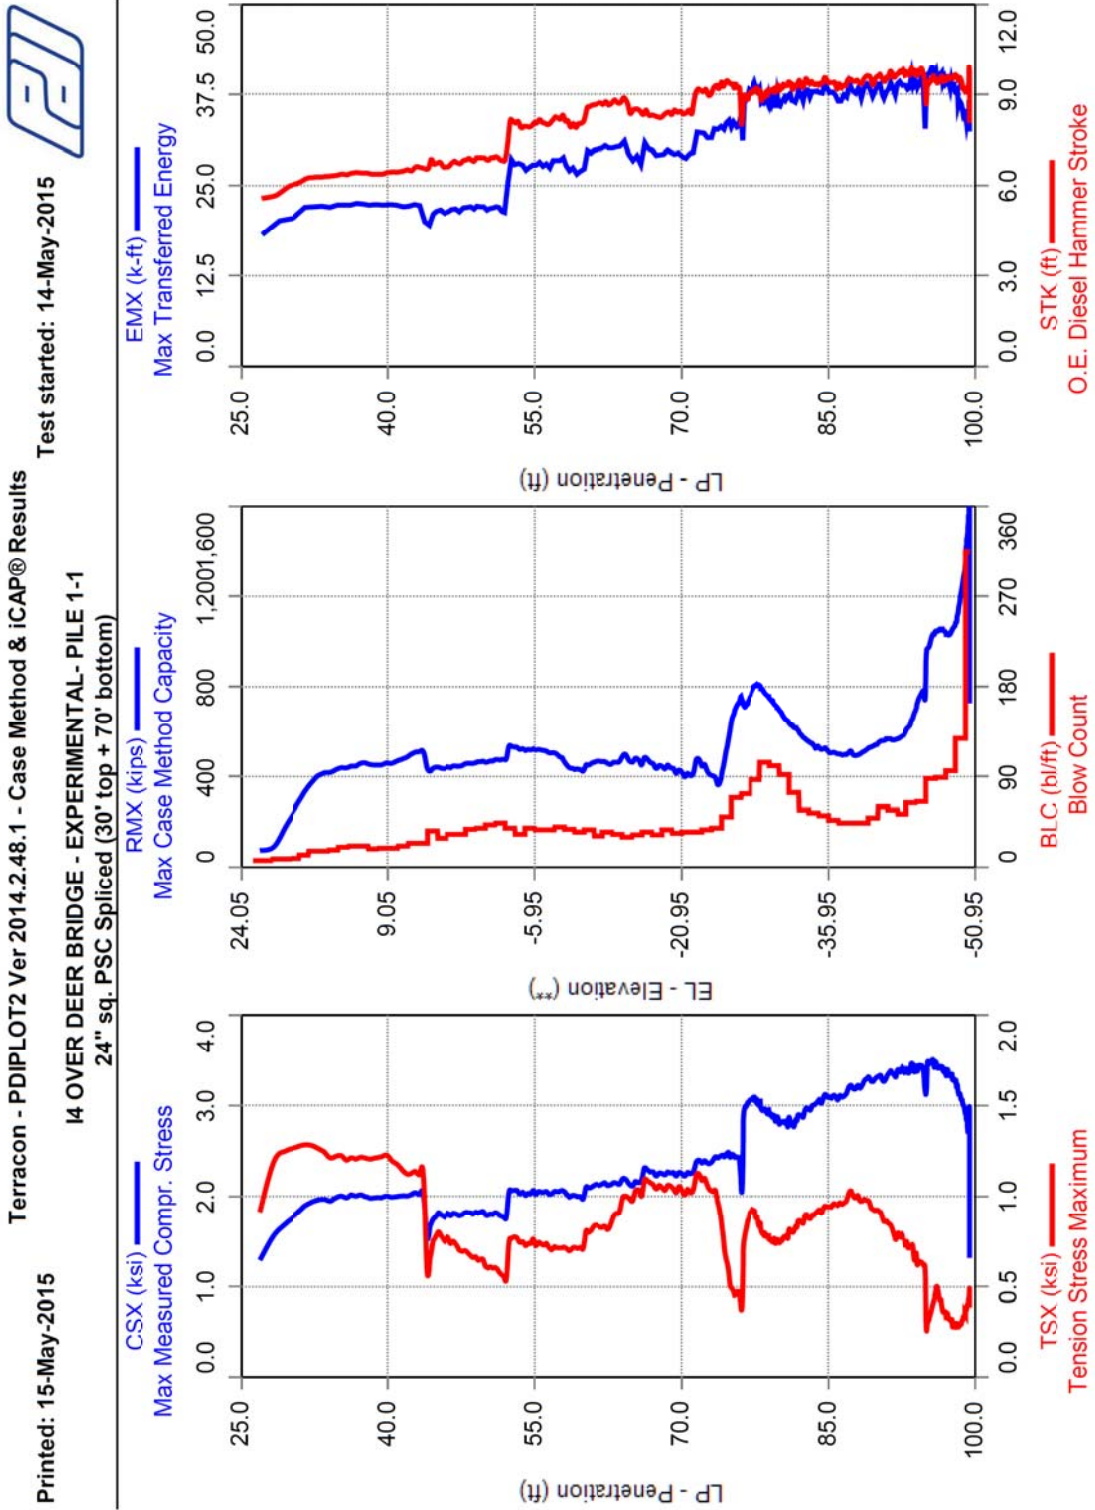 Printed: 15-May-2015
Terracon - PDIPLOT2 Ver 2014.2.48.1 - Case Method & iCAP® Results
Test started: 14-May-2015
I4 OVER DEER BRIDGE - EXPERIMENTAL- PILE 1-1
24" sq. PSC Spliced (30' top + 70' bottom)
CSX (ksi)
Max Measured Compr. Stress
0.0 1.0 2.0 3.0 4.0
LP - Penetration (ft)
25.0
40.0
55.0
70.0
85.0
100.0
0.0 0.5 1.0 1.5 2.0
TSX (ksi)
Tension Stress Maximum
RMX (kips)
Max Case Method Capacity
0 400 800 1,200 1,600
EL - Elevation (**)
24.05
9.05
-5.95
-20.95
-35.95
-50.95
0 90 180 270 360
BLC (bl/ft)
Blow Count
EMX (k-ft)
Max Transferred Energy
0.0 12.5 25.0 37.5 50.0
LP - Penetration (ft)
25.0
40.0
55.0
70.0
85.0
100.0
0.0 3.0 6.0 9.0 12.0
STK (ft)
O.E. Diesel Hammer Stroke